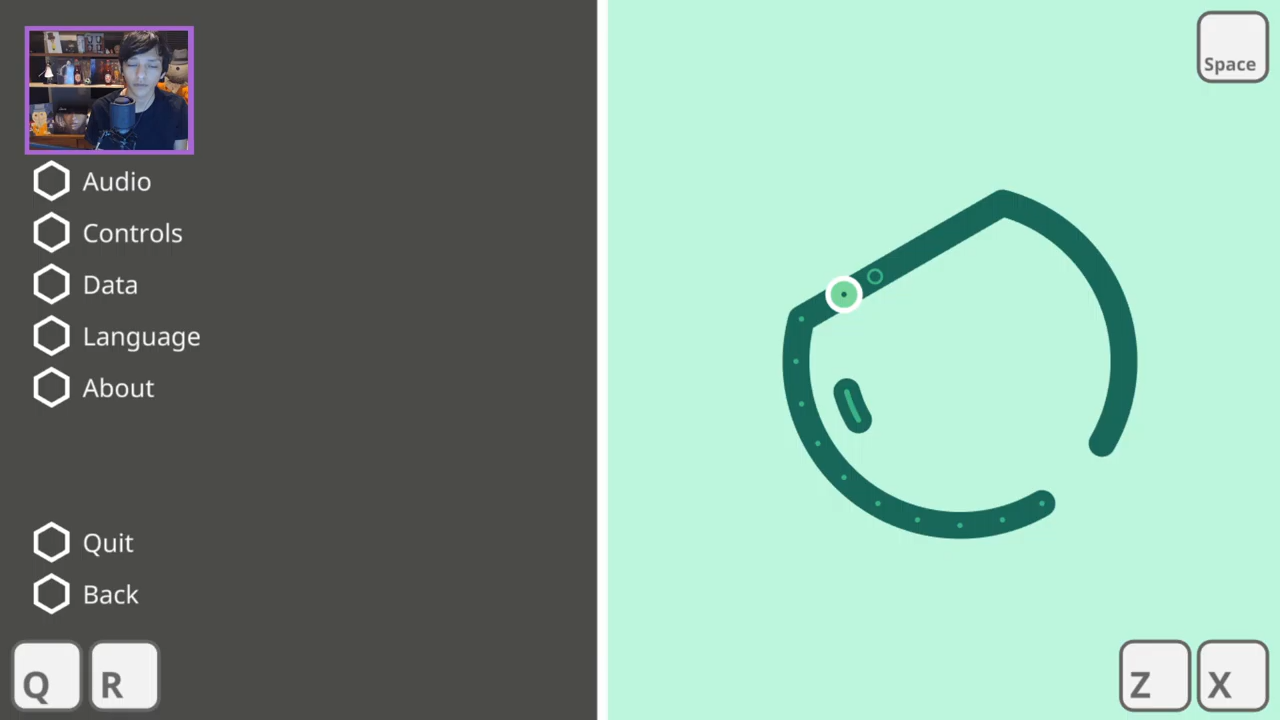 Space
Audio
Controls
Data
Language
About
Quit
Back
Q R
Z X